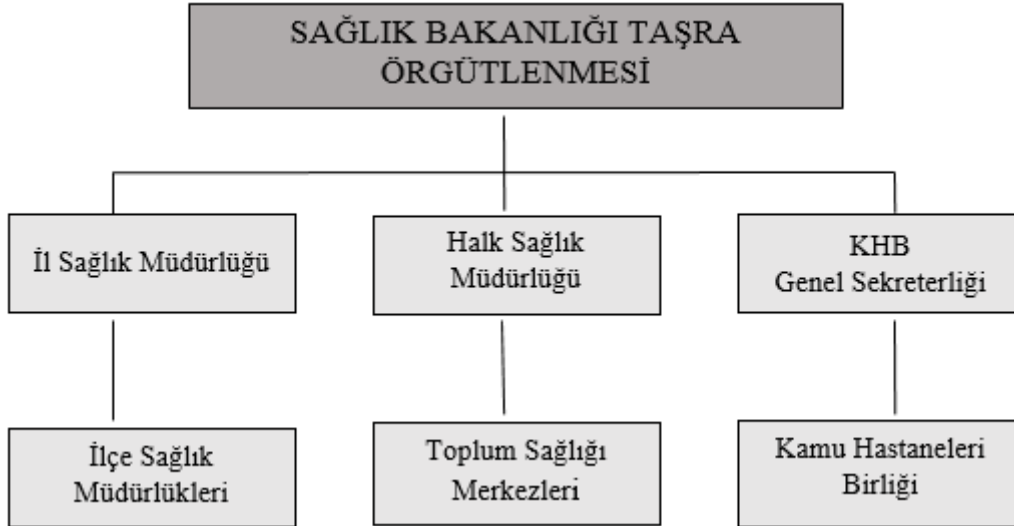 SAĞLIK BAKANLIĞI TAŞRA
ÖRGÜTLENMESİ
İl Sağlık Müdürlüğü
Halk Sağlık
Müdürlüğü
KHB
Genel Sekreterliği
İlçe Sağlık
Müdürlükleri
Toplum Sağlığı
Merkezleri
Kamu Hastaneleri
Birliği